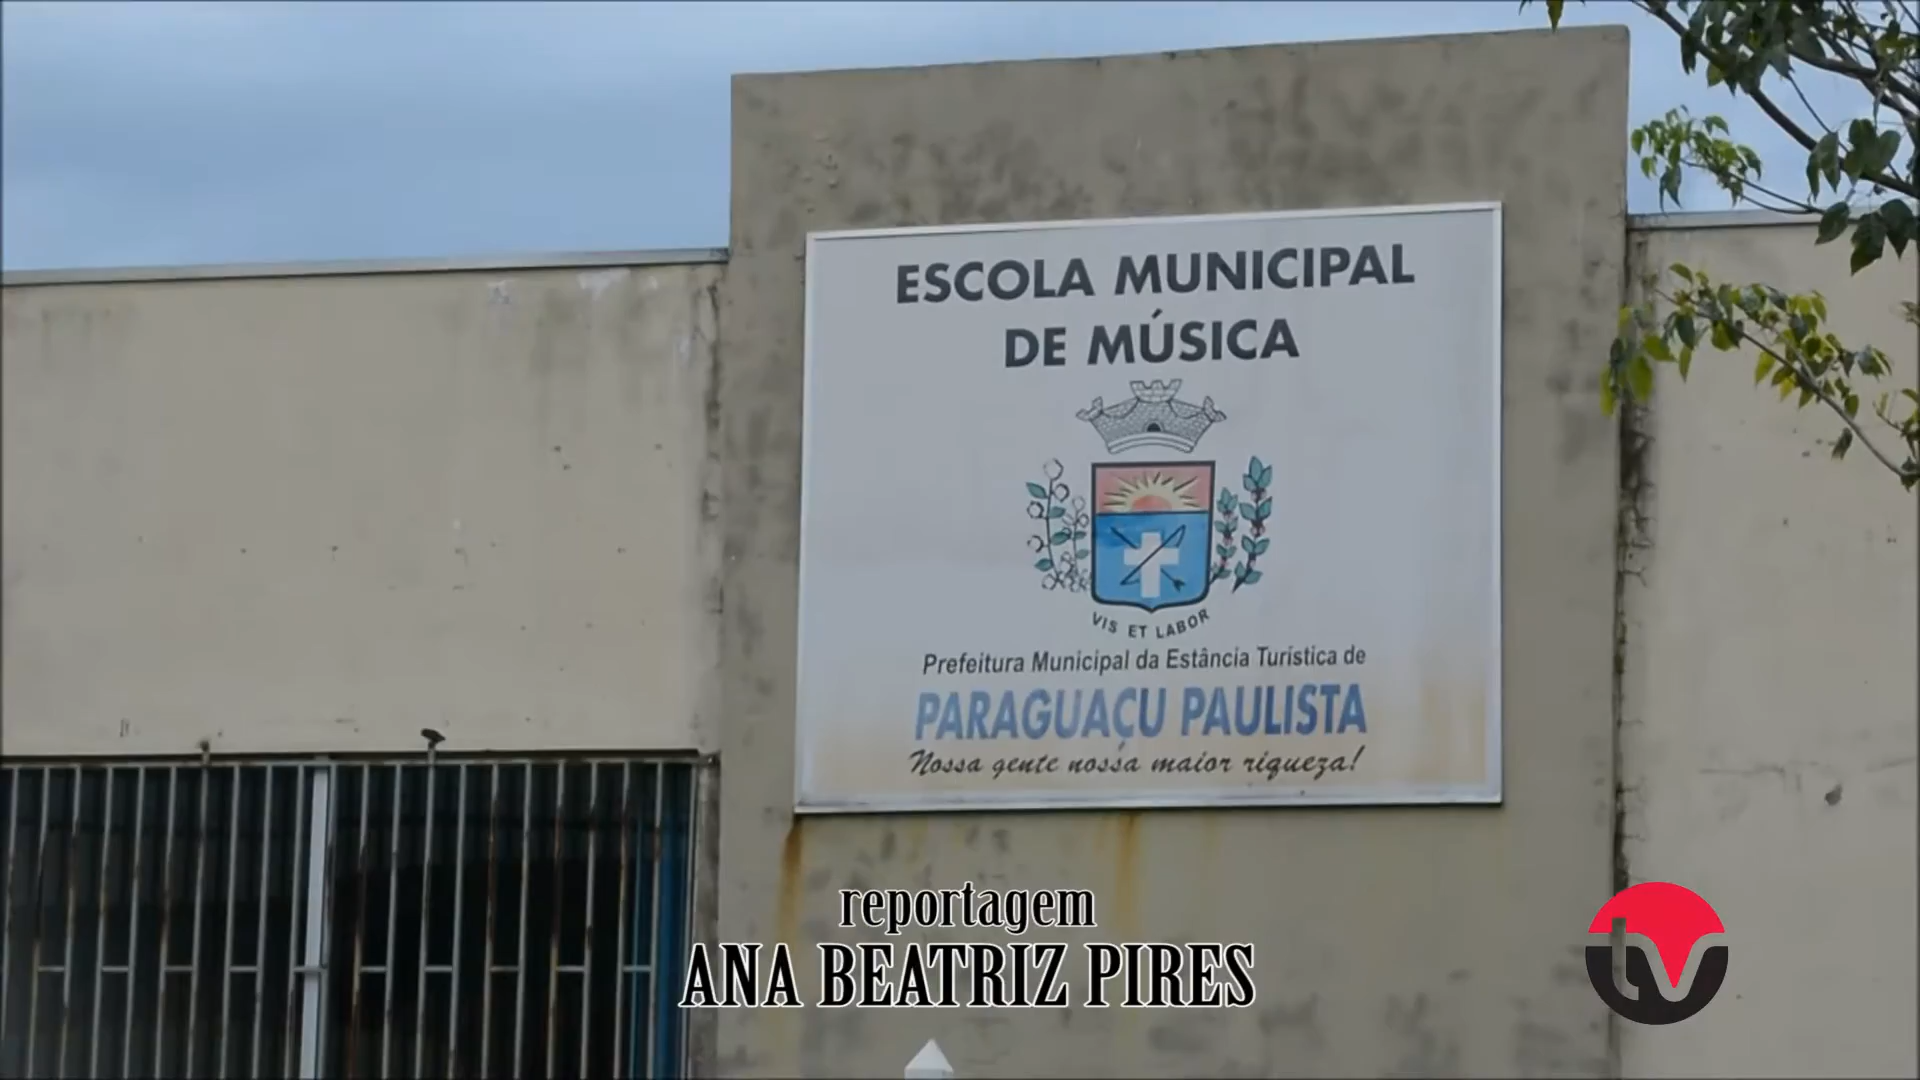 ESCOLA MUNICIPAL
DE MÚSICA
VIS ET LABOR
Prefeitura Municipal da Estância Turística de
PARAGUAÇU PAULISTA
Nossa gente nossa maior riqueza!
reportagem
ANA BEATRIZ PIRES
tv